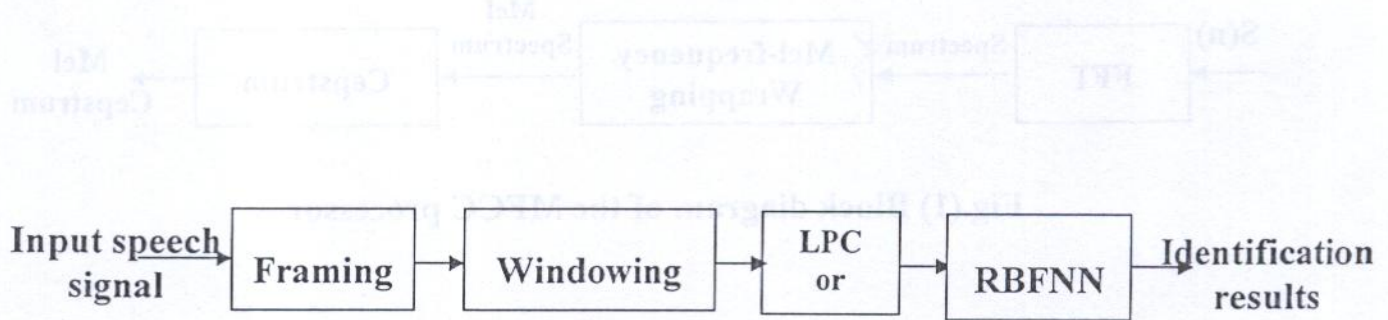 S(n)
FFT
Spectrum
Mel-frequency
Wrapping
Mel
Spectrum
Cepstrum
Mel
Cepstrum
Fig (1) Block diagram of the MFCC processor
Input speech
signal
Framing
Windowing
LPC
or
RBFNN
Identification
results